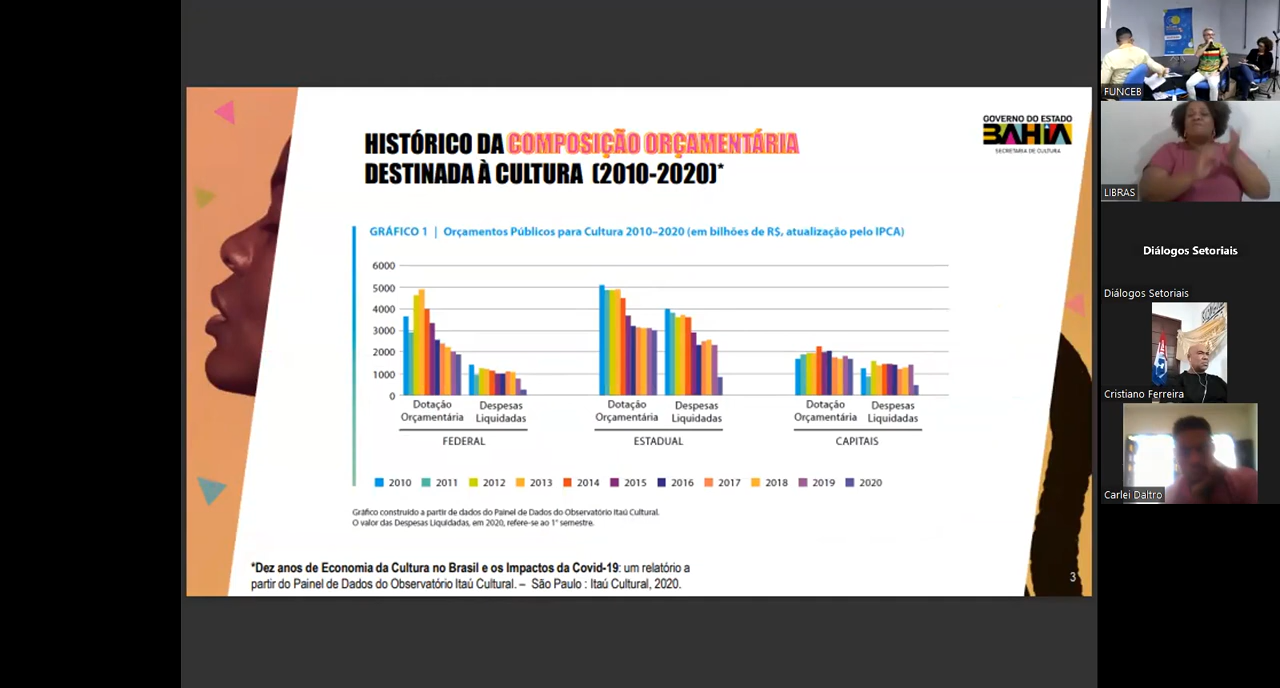 HISTÓRICO DA COMPOSIÇÃO ORÇAMENTÁRIA
DESTINADA À CULTURA (2010-2020)*
GOVERNO DO ESTADO
BAHIA
SECRETARIA DE CULTURA
GRÁFICO 1 | Orçamentos Públicos para Cultura 2010–2020 (em bilhões de R$, atualização pelo IPCA)
6000
5000
4000
3000
2000
1000
0
Dotação Orçamentária
Despesas Liquidadas
FEDERAL
Dotação Orçamentária
Despesas Liquidadas
ESTADUAL
Dotação Orçamentária
Despesas Liquidadas
CAPITAIS
2010 2011 2012 2013 2014 2015 2016 2017 2018 2019 2020
Gráfico construído a partir de dados do Painel de Dados do Observatório Itaú Cultural.
O valor das Despesas Liquidadas, em 2020, refere-se ao 1° semestre.
*Dez anos de Economia da Cultura no Brasil e os Impactos da Covid-19: um relatório a
partir do Painel de Dados do Observatório Itaú Cultural. – São Paulo : Itaú Cultural, 2020.
3
FUNCEB
LIBRAS
Diálogos Setoriais
Diálogos Setoriais
Cristiano Ferreira
Carlei Daltro